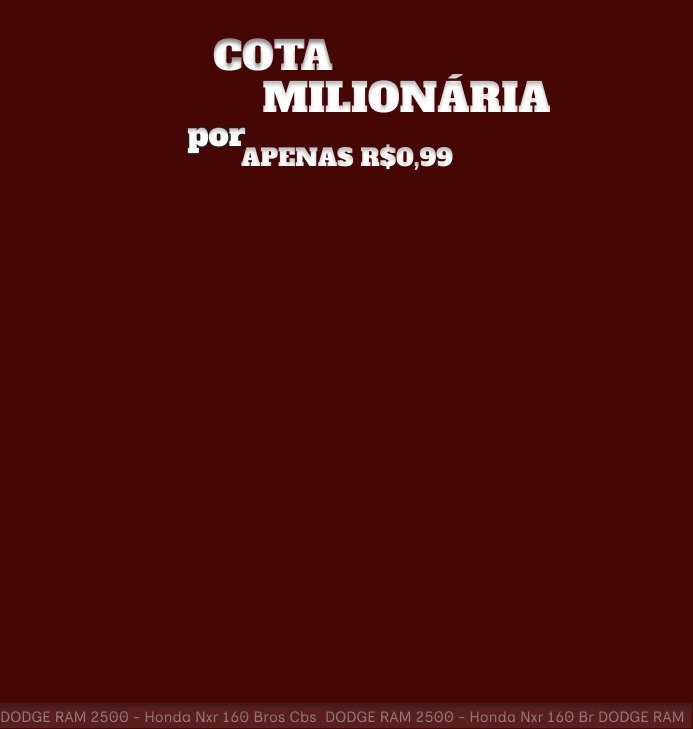 COTA
MILIONÁRIA
por
APENAS R$0,99
DODGE RAM 2500 - Honda Nxr 160 Bros Cbs DODGE RAM 2500 - Honda Nxr 160 Br DODGE RAM